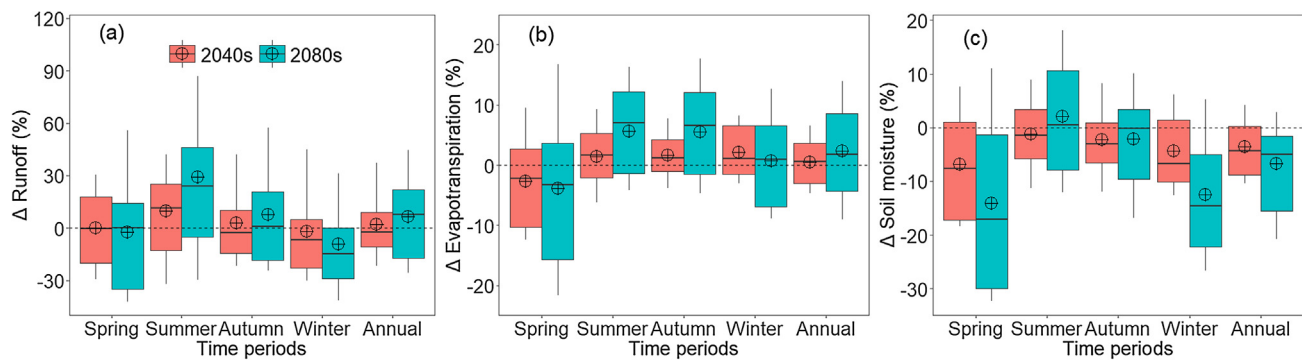 (a)
2040s 2080s
Δ Runoff (%)
120
90
60
30
0
-30
Spring Summer Autumn Winter Annual
Time periods
(b)
Δ Evapotranspiration (%)
20
10
0
-10
-20
Spring Summer Autumn Winter Annual
Time periods
(c)
Δ Soil moisture (%)
20
10
0
-10
-20
-30
Spring Summer Autumn Winter Annual
Time periods